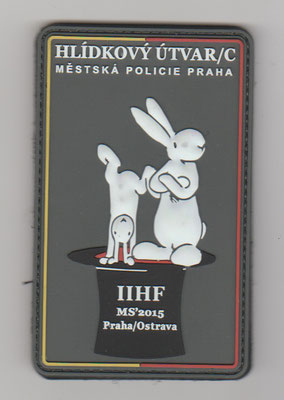 HLÍDKOVÝ ÚTVAR/C
MĚSTSKÁ POLICIE PRAHA
IIHF
MS'2015
Praha/Ostrava